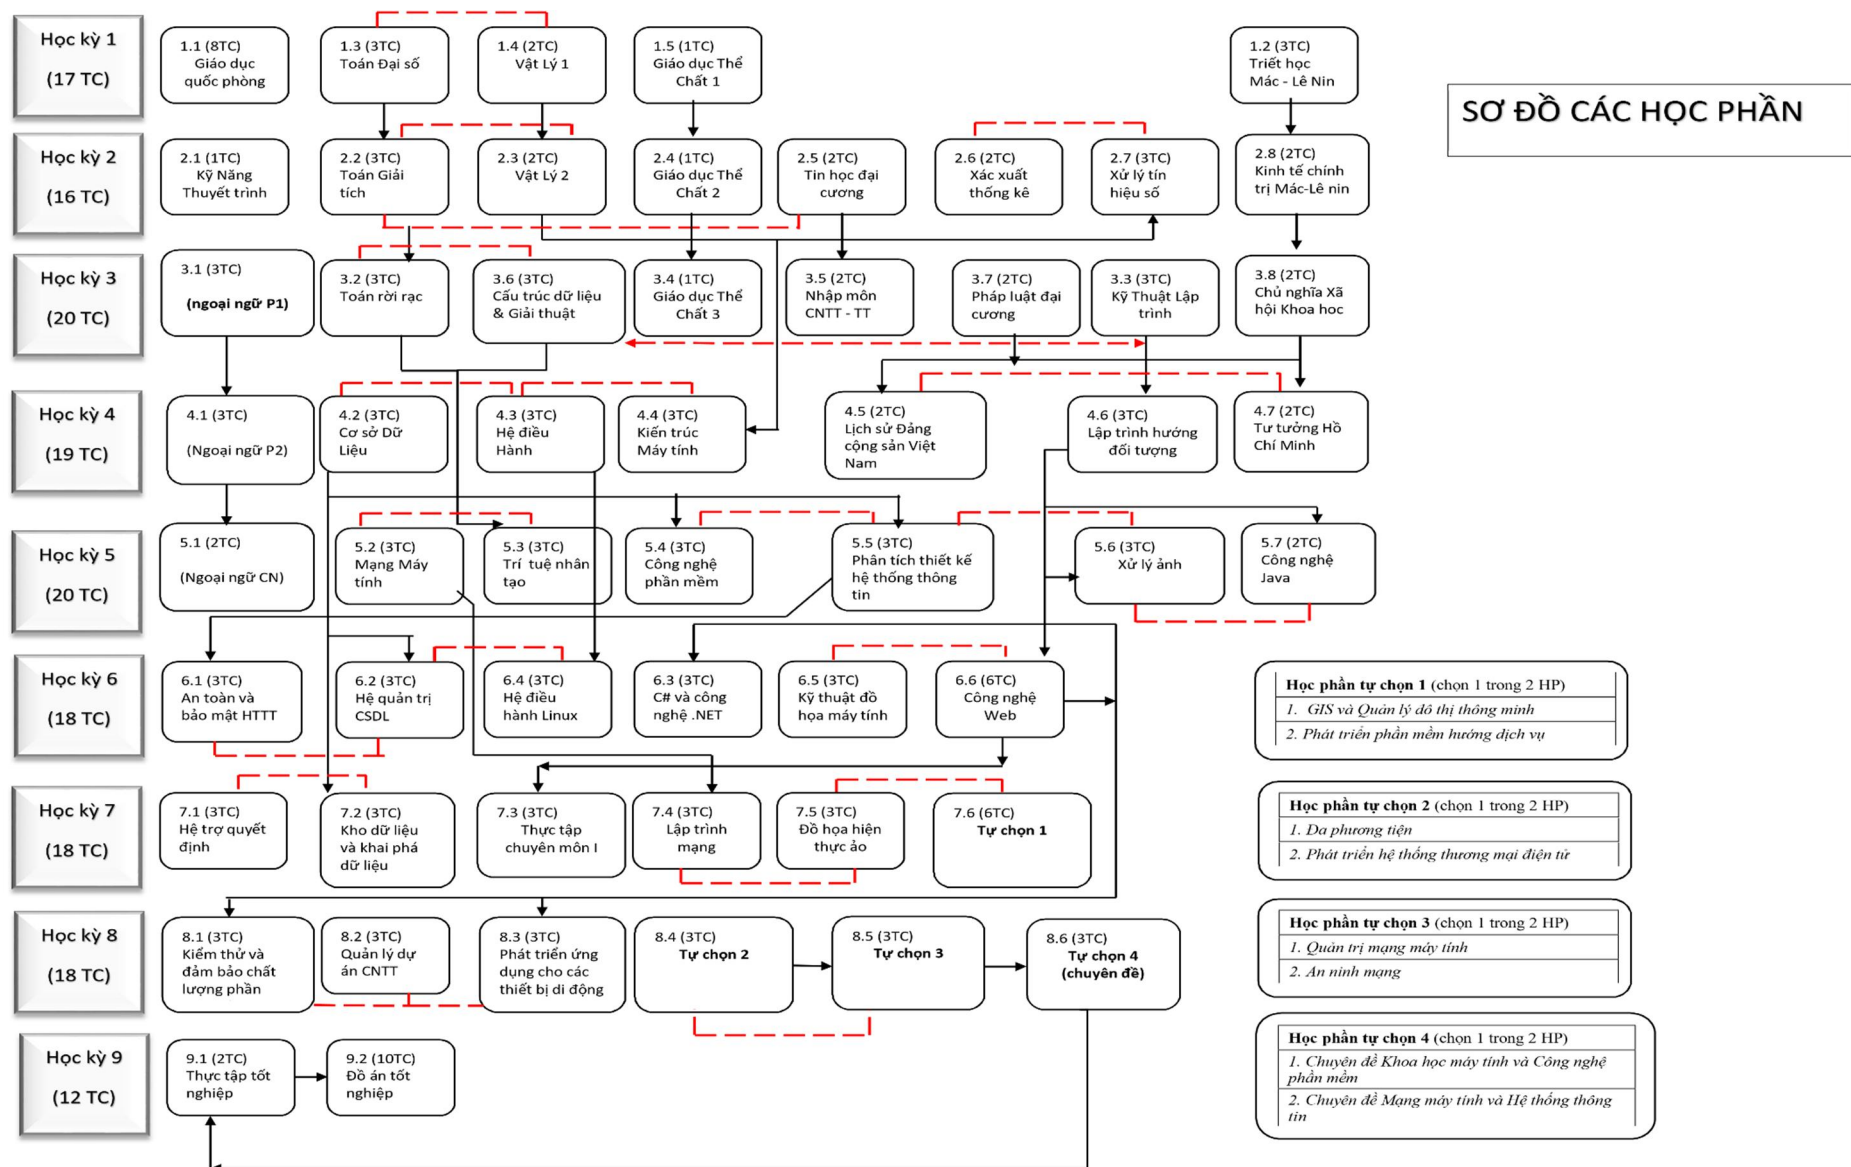 SƠ ĐỒ CÁC HỌC PHẦN
Học kỳ 1
(17 TC)
1.1 (8TC)
Giáo dục
quốc phòng
1.3 (3TC)
Toán Đại số
1.4 (2TC)
Vật Lý 1
1.5 (1TC)
Giáo dục Thể
Chất 1
1.2 (3TC)
Triết học
Mác - Lê Nin
Học kỳ 2
(16 TC)
2.1 (1TC)
Kỹ Năng
Thuyết trình
2.2 (3TC)
Toán Giải
tích
2.3 (2TC)
Vật Lý 2
2.4 (1TC)
Giáo dục Thể
Chất 2
2.5 (2TC)
Tin học đại
cương
2.6 (2TC)
Xác xuất
thống kê
2.7 (3TC)
Xử lý tín
hiệu số
2.8 (2TC)
Kinh tế chính
trị Mác-Lê nin
Học kỳ 3
(20 TC)
3.1 (3TC)
(ngoại ngữ P1)
3.2 (3TC)
Toán rời rạc
3.6 (3TC)
Cấu trúc dữ liệu
& Giải thuật
3.4 (1TC)
Giáo dục Thể
Chất 3
3.5 (2TC)
Nhập môn
CNTT - TT
3.7 (2TC)
Pháp luật đại
cương
3.3 (3TC)
Kỹ Thuật Lập
trình
3.8 (2TC)
Chủ nghĩa Xã
hội Khoa học
Học kỳ 4
(19 TC)
4.1 (3TC)
(Ngoại ngữ P2)
4.2 (3TC)
Cơ sở Dữ
Liệu
4.3 (3TC)
Hệ điều
Hành
4.4 (3TC)
Kiến trúc
Máy tính
4.5 (2TC)
Lịch sử Đảng
cộng sản Việt
Nam
4.6 (3TC)
Lập trình hướng
đối tượng
4.7 (2TC)
Tư tưởng Hồ
Chí Minh
Học kỳ 5
(20 TC)
5.1 (2TC)
(Ngoại ngữ CN)
5.2 (3TC)
Mạng Máy
tính
5.3 (3TC)
Trí tuệ nhân
tạo
5.4 (3TC)
Công nghệ
phần mềm
5.5 (3TC)
Phân tích thiết kế
hệ thống thông
tin
5.6 (3TC)
Xử lý ảnh
5.7 (2TC)
Công nghệ
Java
Học kỳ 6
(18 TC)
6.1 (3TC)
An toàn và
bảo mật HTTT
6.2 (3TC)
Hệ quản trị
CSDL
6.4 (3TC)
Hệ điều
hành Linux
6.3 (3TC)
C# và công
nghệ .NET
6.5 (3TC)
Kỹ thuật đồ
họa máy tính
6.6 (6TC)
Công nghệ
Web
Học phần tự chọn 1 (chọn 1 trong 2 HP)
1. GIS và Quản lý đô thị thông minh
2. Phát triển phần mềm hướng dịch vụ
Học kỳ 7
(18 TC)
7.1 (3TC)
Hệ trợ quyết
định
7.2 (3TC)
Kho dữ liệu
và khai phá
dữ liệu
7.3 (3TC)
Thực tập
chuyên môn I
7.4 (3TC)
Lập trình
mạng
7.5 (3TC)
Đồ họa hiện
thực ảo
7.6 (6TC)
Tự chọn 1
Học phần tự chọn 2 (chọn 1 trong 2 HP)
1. Đa phương tiện
2. Phát triển hệ thống thương mại điện tử
Học kỳ 8
(18 TC)
8.1 (3TC)
Kiểm thử và
đảm bảo chất
lượng phần
8.2 (3TC)
Quản lý dự
án CNTT
8.3 (3TC)
Phát triển ứng
dụng cho các
thiết bị di động
8.4 (3TC)
Tự chọn 2
8.5 (3TC)
Tự chọn 3
8.6 (3TC)
Tự chọn 4
(chuyên đề)
Học phần tự chọn 3 (chọn 1 trong 2 HP)
1. Quản trị mạng máy tính
2. An ninh mạng
Học kỳ 9
(12 TC)
9.1 (2TC)
Thực tập tốt
nghiệp
9.2 (10TC)
Đồ án tốt
nghiệp
Học phần tự chọn 4 (chọn 1 trong 2 HP)
1. Chuyên đề Khoa học máy tính và Công nghệ
phần mềm
2. Chuyên đề Mạng máy tính và Hệ thống thông
tin